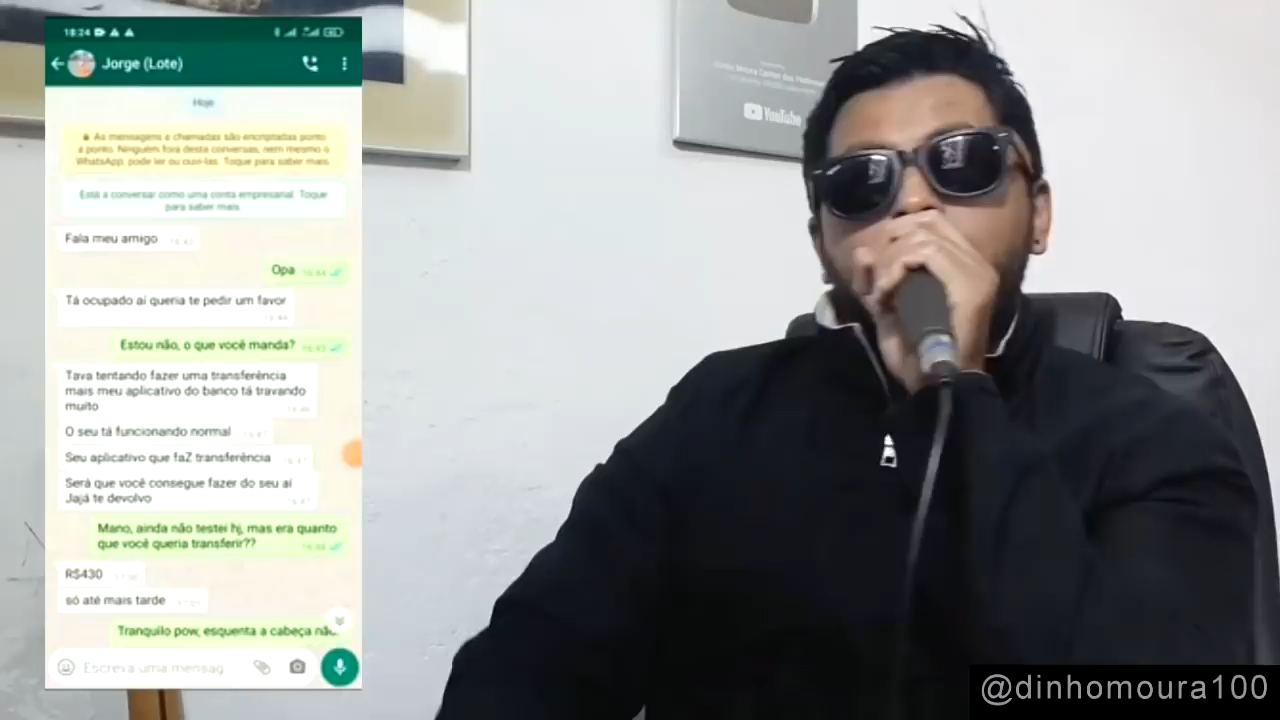 18:24
Jorge (Lote)
Hoje
As mensagens e chamadas são encriptadas ponto
a ponto. Ninguém fora desta conversas, nem mesmo o
WhatsApp, pode ler ou ouvi-las. Toque para saber mais.
Está a conversar como uma conta empresarial. Toque
para saber mais.
Fala meu amigo
Opa
Tá ocupado aí queria te pedir um favor
Estou não, o que você manda?
Tava tentando fazer uma transferência
mais meu aplicativo do banco tá travando
muito
O seu tá funcionando normal
Seu aplicativo que faZ transferência
Será que você consegue fazer do seu aí
Jajá te devolvo
Mano, ainda não testei hj, mas era quanto
que você queria transferir??
R$430
só até mais tarde
Tranquilo pow, esquenta a cabeça não
Escreva uma mensag
YouTube
@dinhomoura100